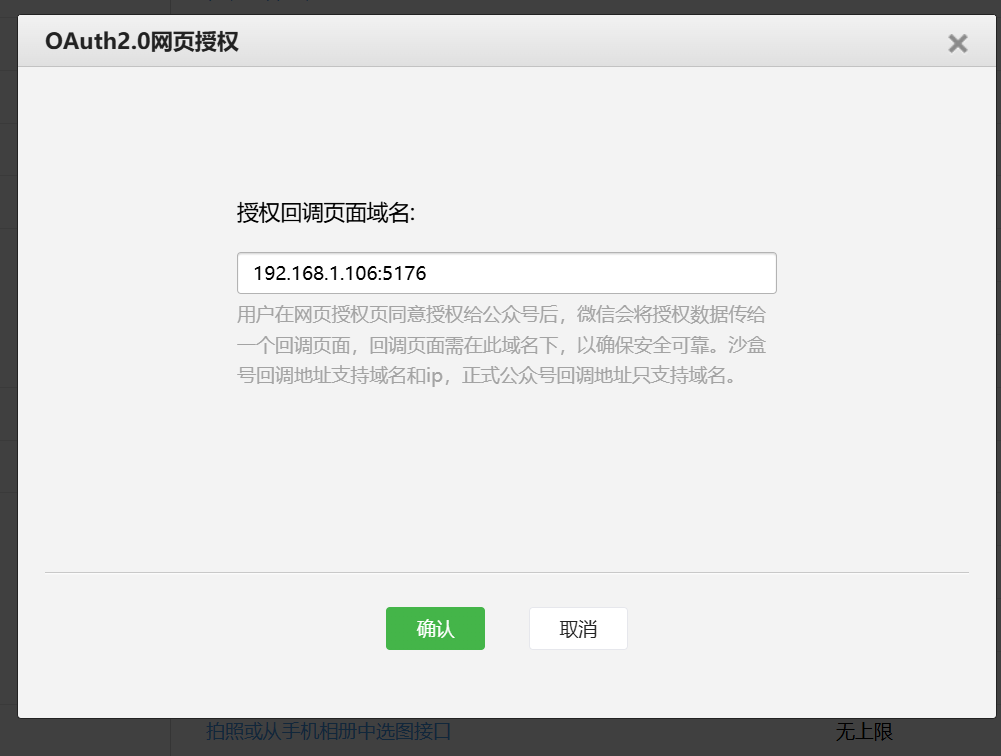 OAuth2.0网页授权
授权回调页面域名:
192.168.1.106:5176
用户在网页授权页同意授权给公众号后，微信会将授权数据传给
一个回调页面，回调页面需在此域名下，以确保安全可靠。沙盒
号回调地址支持域名和ip，正式公众号回调地址只支持域名。
确认 取消
拍照或从手机相册中选图接口 无上限